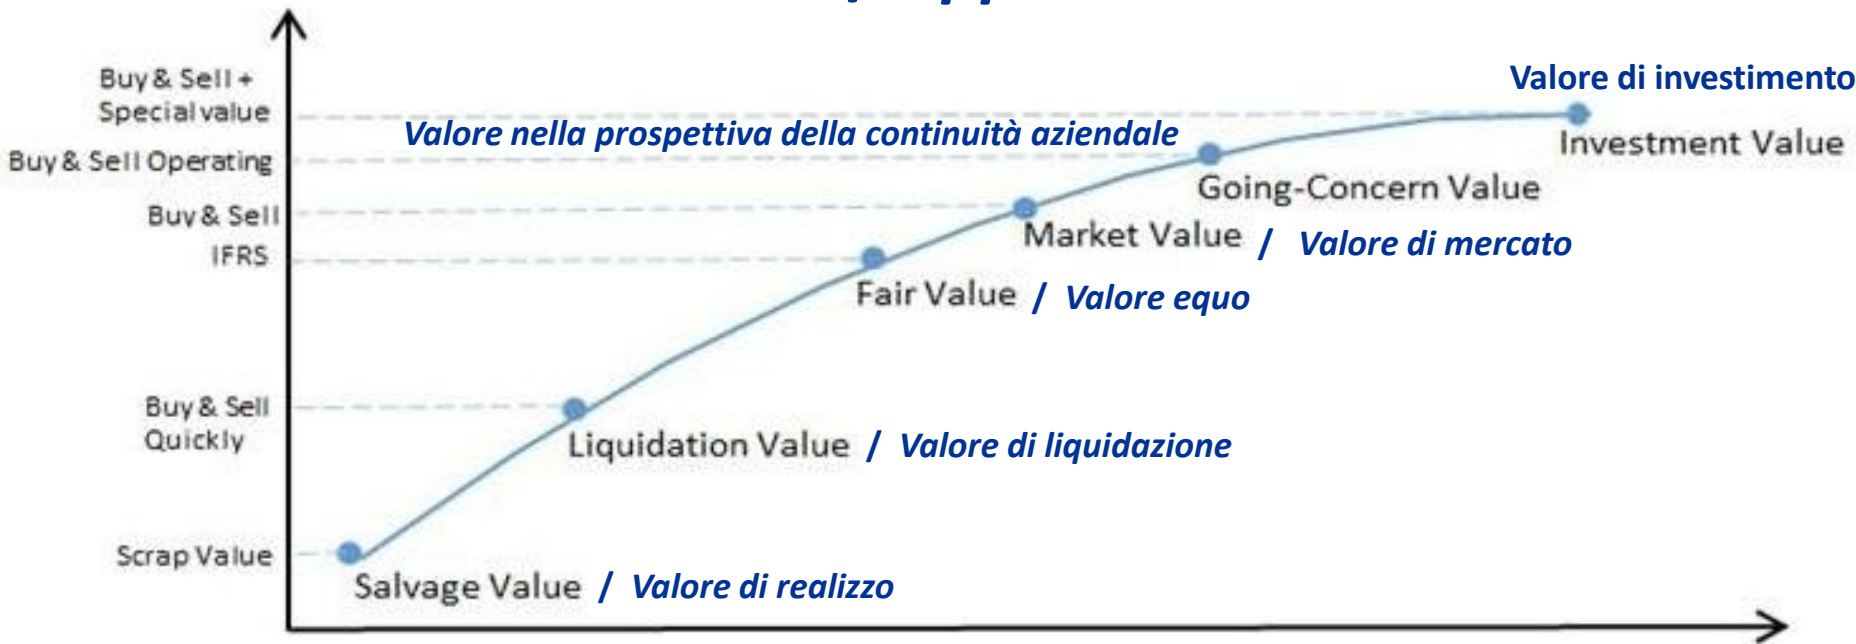 Buy & Sell +
Special value
Valore di investimento
Valore nella prospettiva della continuità aziendale
Investment Value
Buy & Sell Operating
Going-Concern Value
Buy & Sell
Market Value / Valore di mercato
IFRS
Fair Value / Valore equo
Buy & Sell
Quickly
Liquidation Value / Valore di liquidazione
Scrap Value
Salvage Value / Valore di realizzo